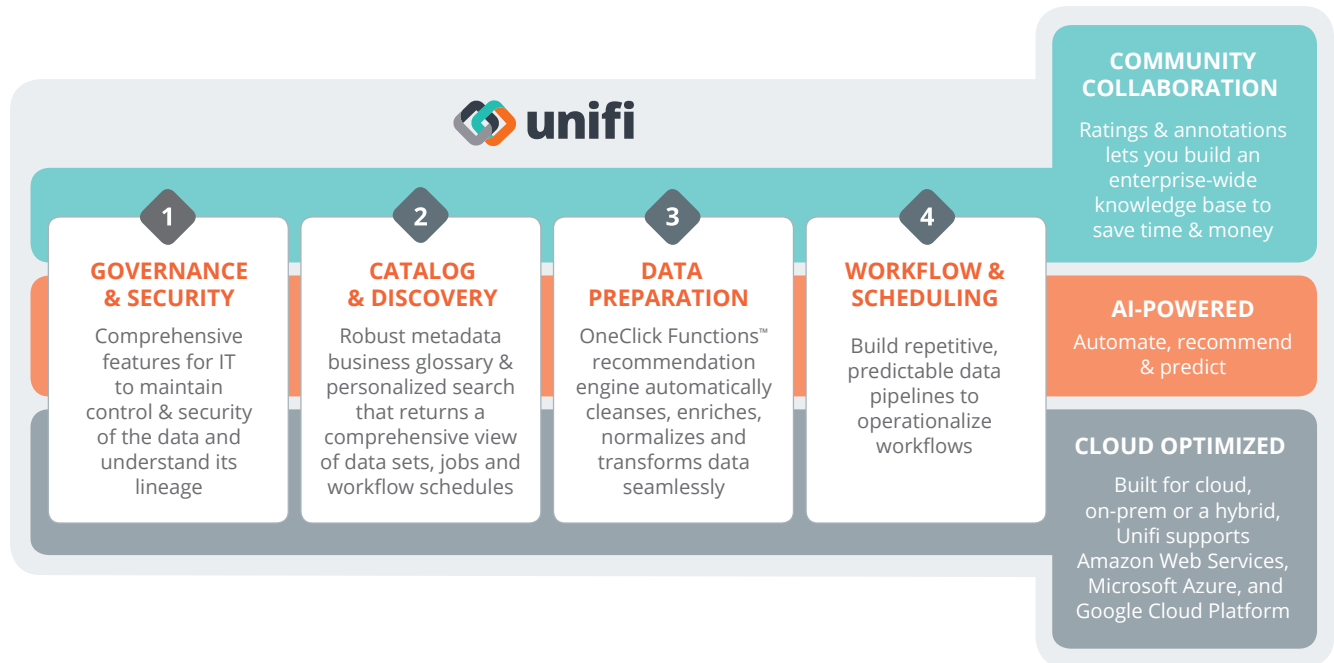 unifi
1
GOVERNANCE
& SECURITY
Comprehensive
features for IT
to maintain
control & security
of the data and
understand its
lineage
2
CATALOG
& DISCOVERY
Robust metadata
business glossary &
personalized search
that returns a
comprehensive view
of data sets, jobs and
workflow schedules
3
DATA
PREPARATION
OneClick Functions™
recommendation
engine automatically
cleanses, enriches,
normalizes and
transforms data
seamlessly
4
WORKFLOW &
SCHEDULING
Build repetitive,
predictable data
pipelines to
operationalize
workflows
COMMUNITY
COLLABORATION
Ratings & annotations
lets you build an
enterprise-wide
knowledge base to
save time & money
AI-POWERED
Automate, recommend
& predict
CLOUD OPTIMIZED
Built for cloud,
on-prem or a hybrid,
Unifi supports
Amazon Web Services,
Microsoft Azure, and
Google Cloud Platform